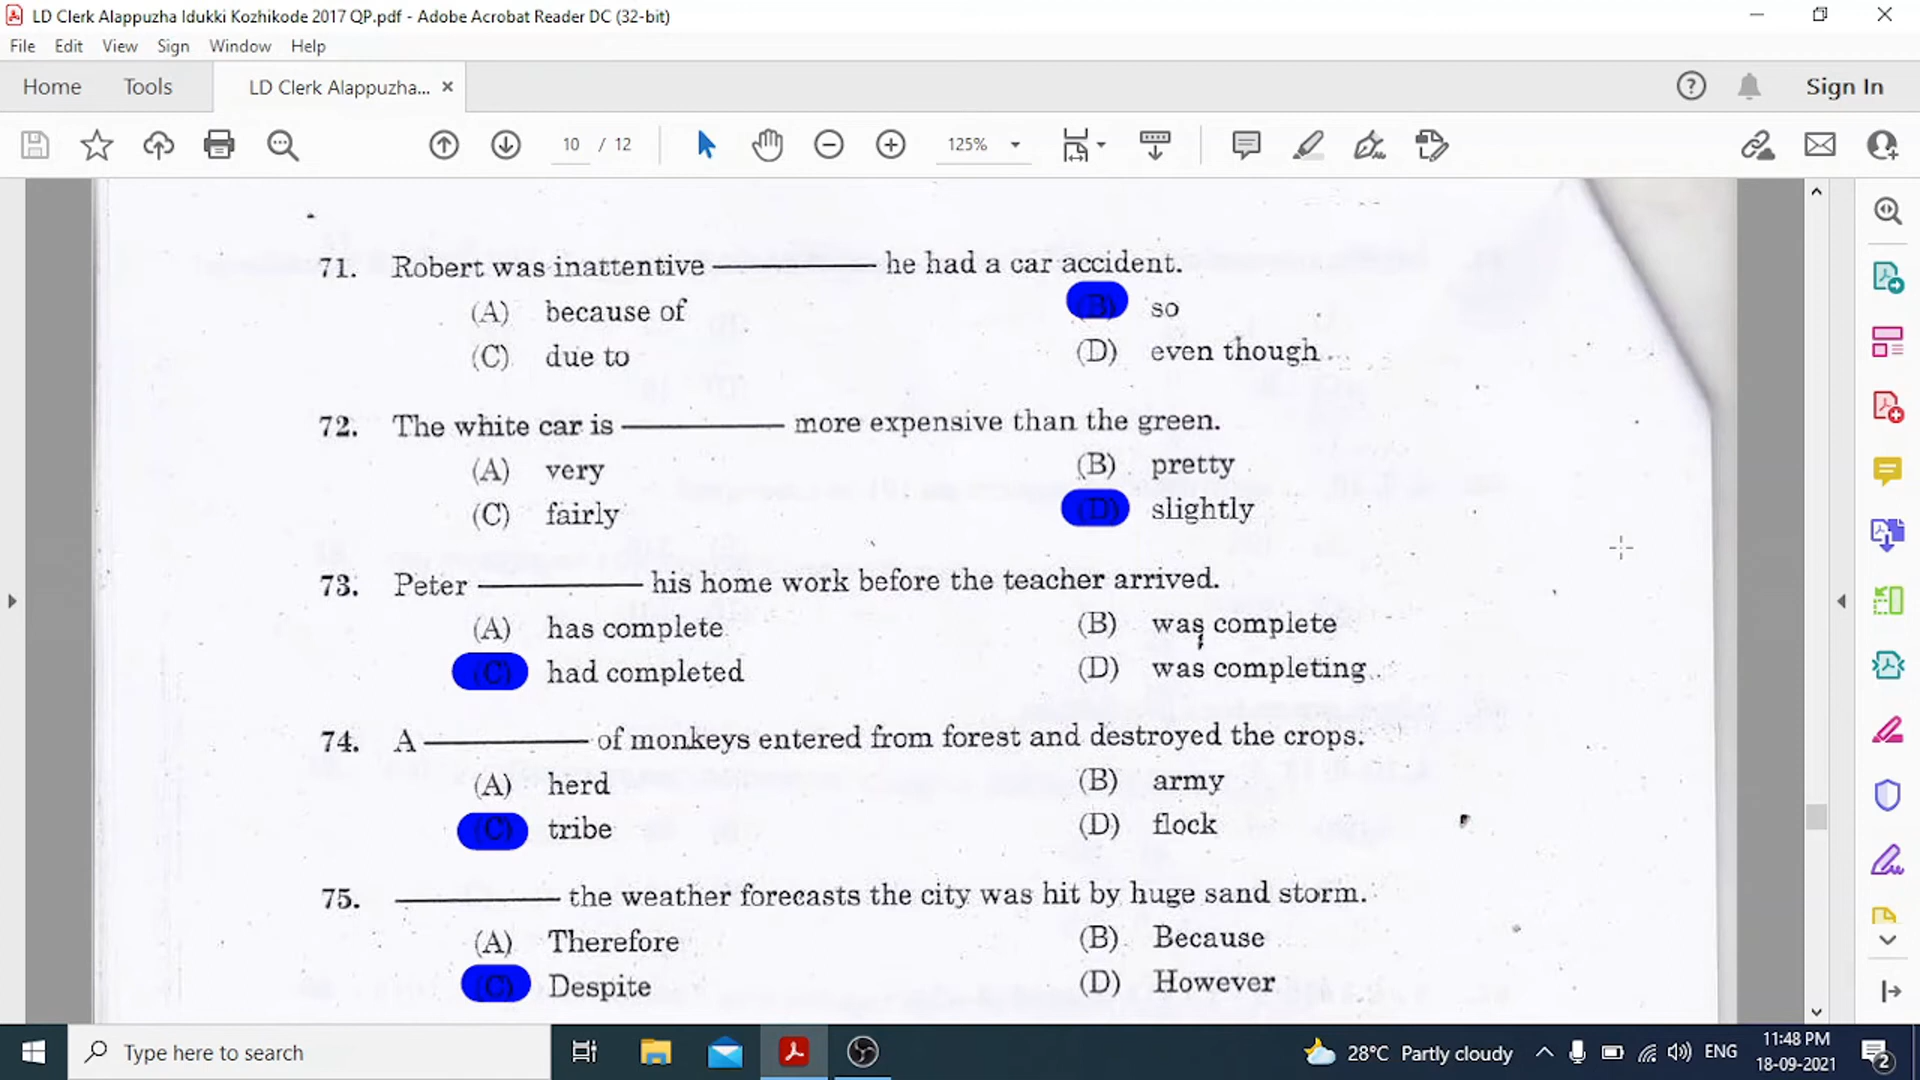 LD Clerk Alappuzha Idukki Kozhikode 2017 QP.pdf - Adobe Acrobat Reader DC (32-bit)
File Edit View Sign Window Help
Home Tools LD Clerk Alappuzha... × Sign In
10 / 12 125%
71. Robert was inattentive ———— he had a car accident.
(A) because of (B) so
(C) due to (D) even though
72. The white car is ———— more expensive than the green.
(A) very (B) pretty
(C) fairly (D) slightly
73. Peter ———— his home work before the teacher arrived.
(A) has complete (B) was complete
(C) had completed (D) was completing
74. A ———— of monkeys entered from forest and destroyed the crops.
(A) herd (B) army
(C) tribe (D) flock
75. ———— the weather forecasts the city was hit by huge sand storm.
(A) Therefore (B) Because
(C) Despite (D) However
Type here to search 28°C Partly cloudy ENG 11:48 PM
18-09-2021 2